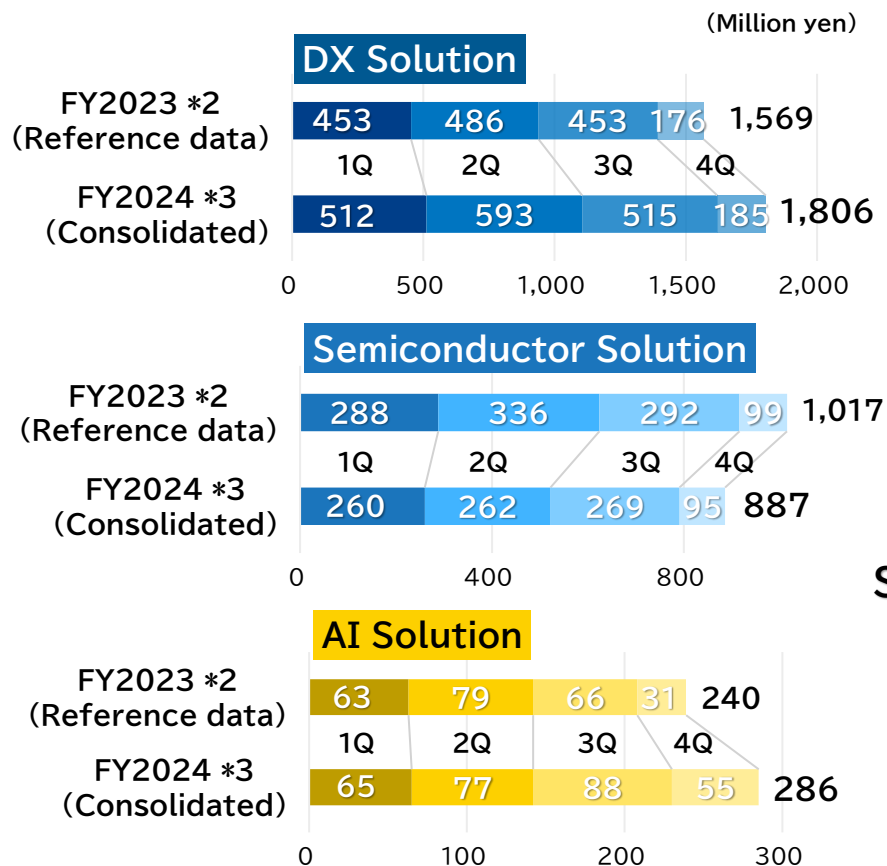 （Million yen）
DX Solution
FY2023 *2
（Reference data）
453 486 453 176 1,569
1Q 2Q 3Q 4Q
FY2024 *3
（Consolidated）
512 593 515 185 1,806
0 500 1,000 1,500 2,000
Semiconductor Solution
FY2023 *2
（Reference data）
288 336 292 99 1,017
1Q 2Q 3Q 4Q
FY2024 *3
（Consolidated）
260 262 269 95 887
0 400 800
S
AI Solution
FY2023 *2
（Reference data）
63 79 66 31 240
1Q 2Q 3Q 4Q
FY2024 *3
（Consolidated）
65 77 88 55 286
0 100 200 300